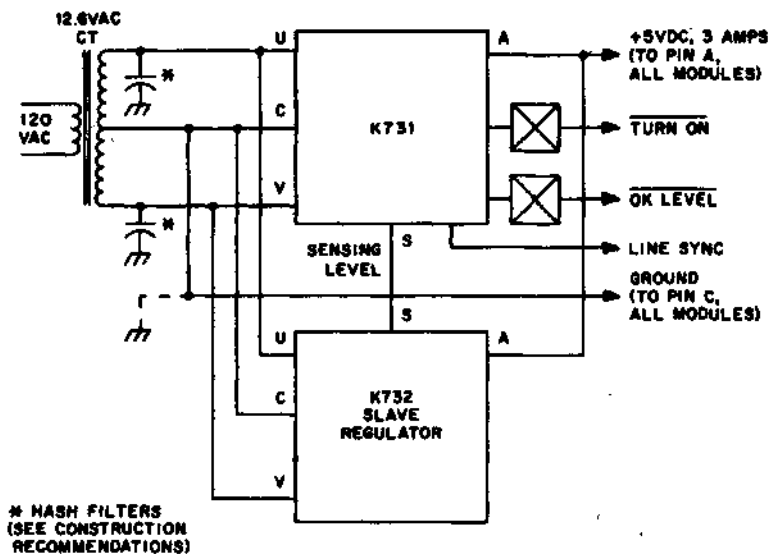 12.6VAC
CT
120
VAC
*
*
U
C
V
A
K731
+5VDC, 3 AMPS
(TO PIN A,
ALL MODULES)
TURN ON
OK LEVEL
S
SENSING
LEVEL
LINE SYNC
GROUND
(TO PIN C,
ALL MODULES)
S
U
C
V
A
K732
SLAVE
REGULATOR
* HASH FILTERS
(SEE CONSTRUCTION
RECOMMENDATIONS)